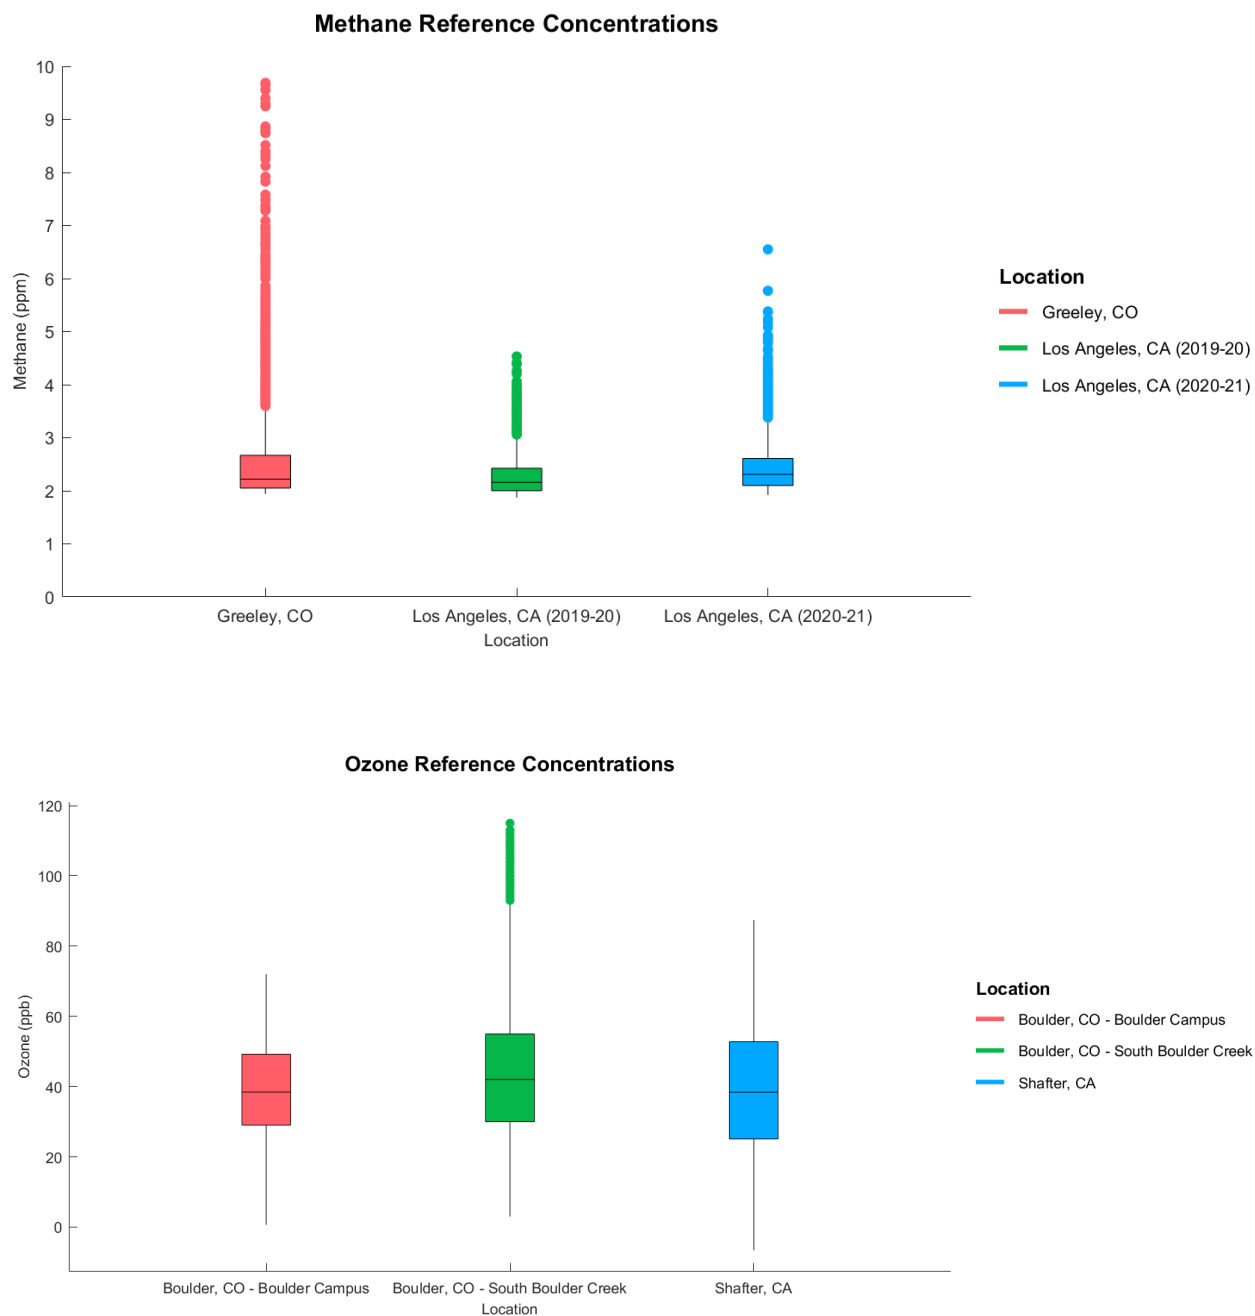 Methane Reference Concentrations
10
9
8
7
6
5
4
3
2
1
0
Methane (ppm)
Greeley, CO
Los Angeles, CA (2019-20)
Los Angeles, CA (2020-21)
Location
Location
Greeley, CO
Los Angeles, CA (2019-20)
Los Angeles, CA (2020-21)
Ozone Reference Concentrations
120
100
80
60
40
20
0
Ozone (ppb)
Boulder, CO - Boulder Campus
Boulder, CO - South Boulder Creek
Shafter, CA
Location
Location
Boulder, CO - Boulder Campus
Boulder, CO - South Boulder Creek
Shafter, CA